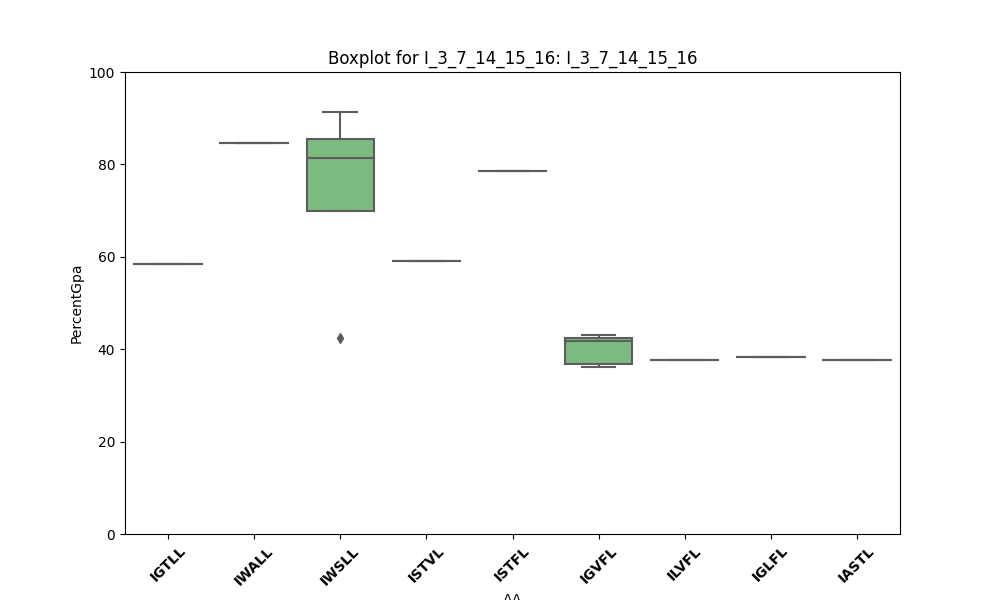 Boxplot for I_3_7_14_15_16: I_3_7_14_15_16
100
80
60
40
20
0
PercentGpa
IGTLL
IWALL
IWSLL
ISTVL
ISTFL
IGVFL
ILVFL
IGLFL
IASTL
AA